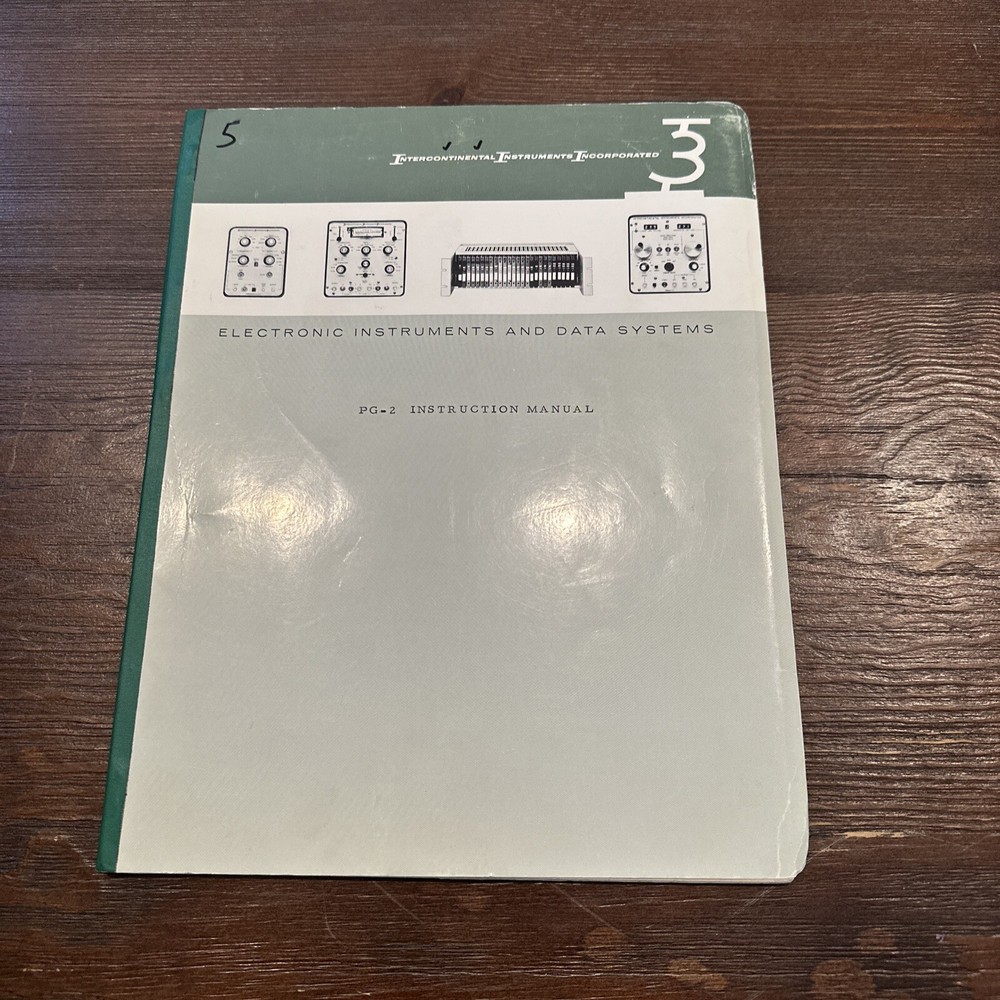 5
INTERCONTINENTAL INSTRUMENTS INCORPORATED
ELECTRONIC INSTRUMENTS AND DATA SYSTEMS
PG-2 INSTRUCTION MANUAL